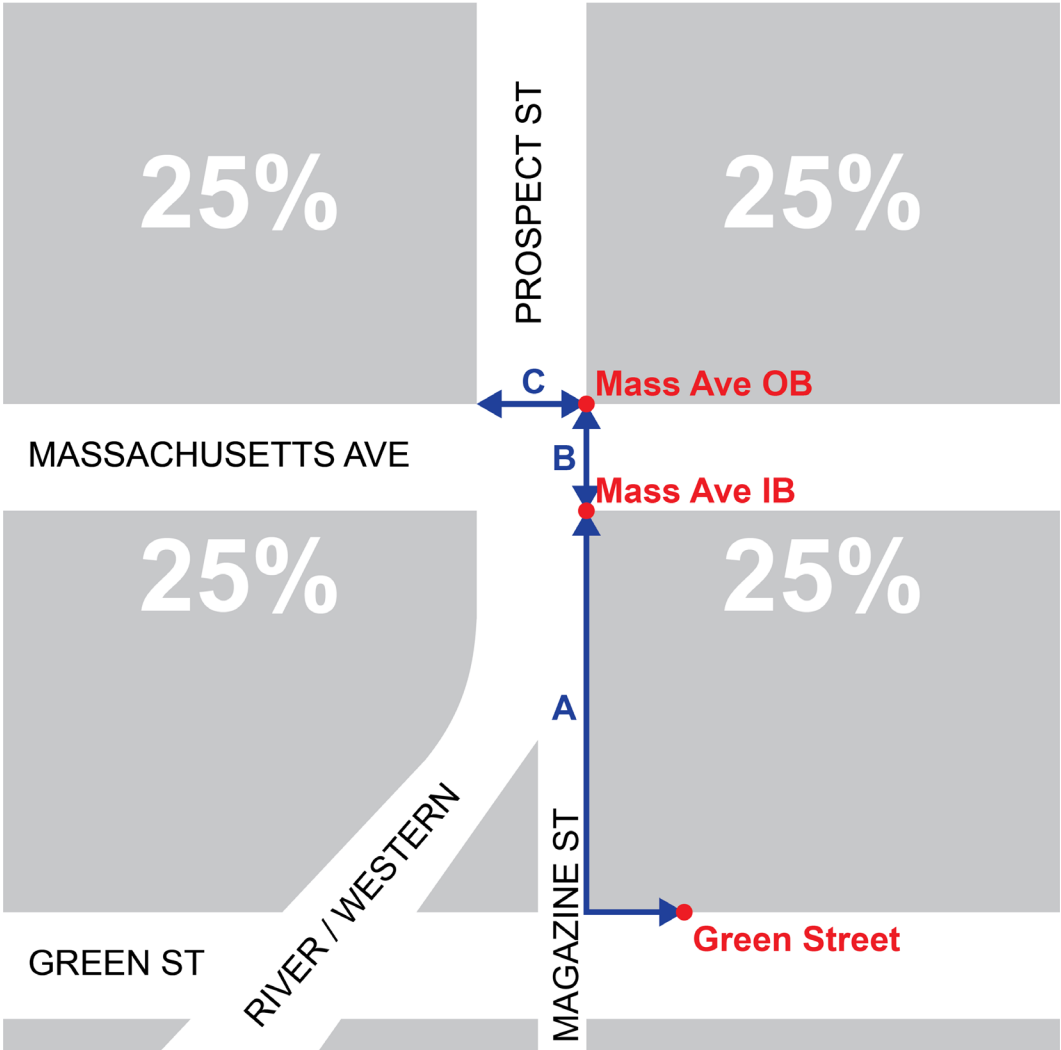 25%
PROSPECT ST
25%
C
Mass Ave OB
MASSACHUSETTS AVE
B
Mass Ave IB
25%
25%
A
RIVER / WESTERN
MAGAZINE ST
GREEN ST
Green Street